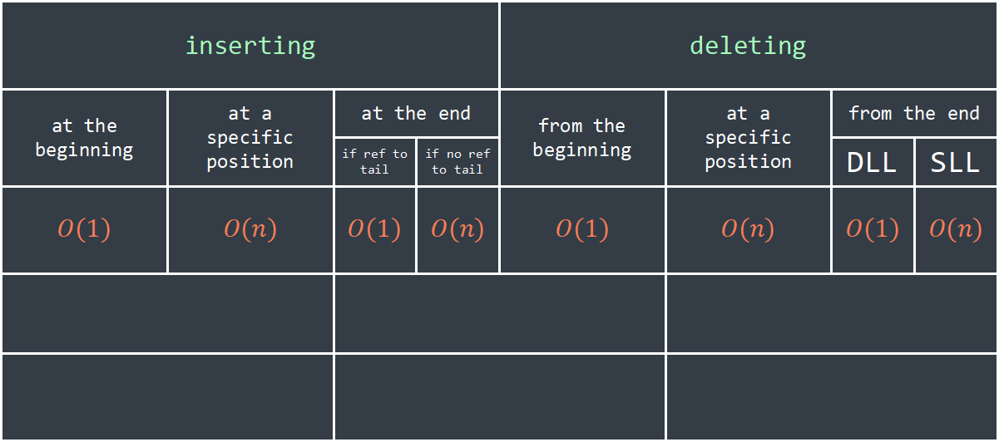 inserting
deleting
at the
beginning
at a
specific
position
at the end
if ref to
tail
if no ref
to tail
from the
beginning
at a
specific
position
from the end
DLL
SLL
O(1)
O(n)
O(1)
O(n)
O(1)
O(n)
O(1)
O(n)